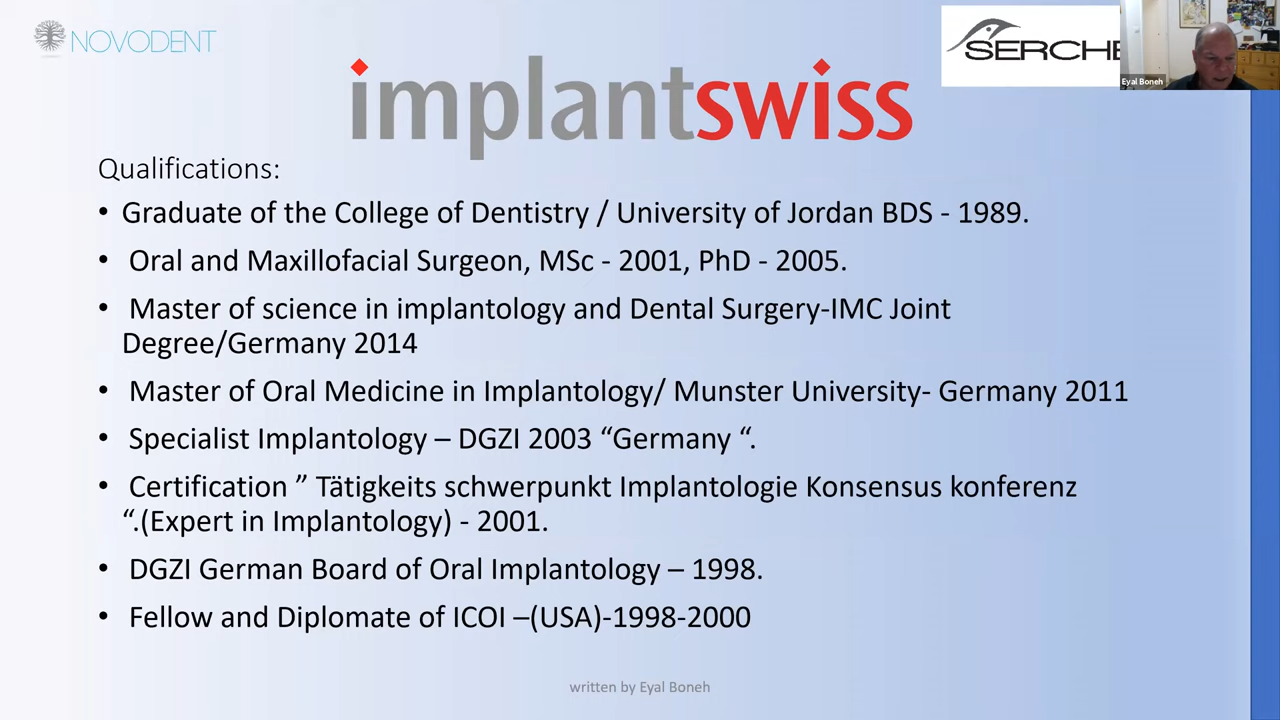 NOVODENT
implantswiss
SERCHE
Eyal Boneh
Qualifications:
• Graduate of the College of Dentistry / University of Jordan BDS - 1989.
• Oral and Maxillofacial Surgeon, MSc - 2001, PhD - 2005.
• Master of science in implantology and Dental Surgery-IMC Joint
Degree/Germany 2014
• Master of Oral Medicine in Implantology/ Munster University- Germany 2011
• Specialist Implantology – DGZI 2003 “Germany “.
• Certification ” Tätigkeits schwerpunkt Implantologie Konsensus konferenz
“.(Expert in Implantology) - 2001.
• DGZI German Board of Oral Implantology – 1998.
• Fellow and Diplomate of ICOI –(USA)-1998-2000
written by Eyal Boneh